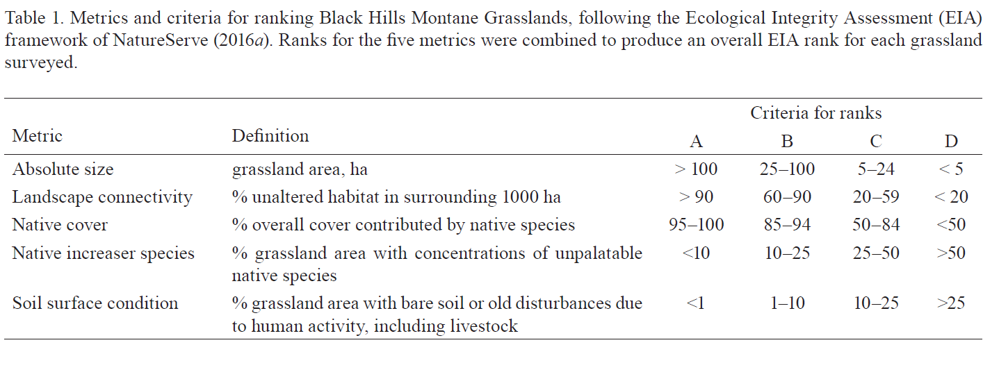 Table 1. Metrics and criteria for ranking Black Hills Montane Grasslands, following the Ecological Integrity Assessment (EIA)
framework of NatureServe (2016a). Ranks for the five metrics were combined to produce an overall EIA rank for each grassland
surveyed.
Criteria for ranks
Metric Definition A B C D
Absolute size grassland area, ha > 100 25–100 5–24 < 5
Landscape connectivity % unaltered habitat in surrounding 1000 ha > 90 60–90 20–59 < 20
Native cover % overall cover contributed by native species 95–100 85–94 50–84 <50
Native increaser species % grassland area with concentrations of unpalatable <10 10–25 25–50 >50
native species
Soil surface condition % grassland area with bare soil or old disturbances due <1 1–10 10–25 >25
to human activity, including livestock